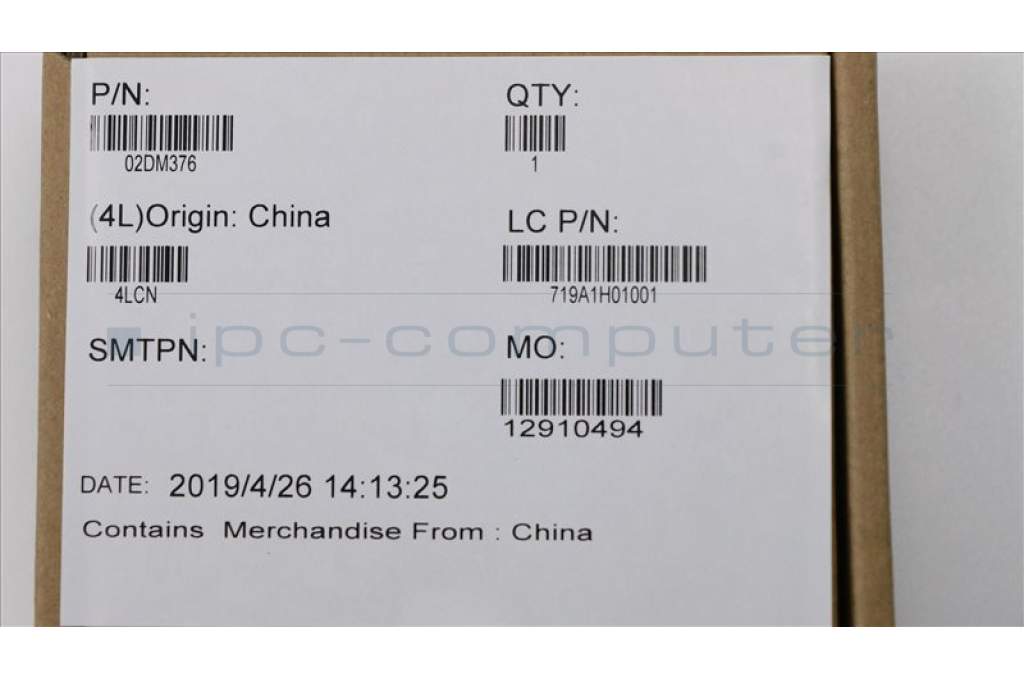 P/N:
02DM376
QTY:
1
(4L)Origin: China
4LCN
LC P/N:
719A1H01001
ipc-computer
SMTPN:
MO:
12910494
DATE: 2019/4/26 14:13:25
Contains Merchandise From : China